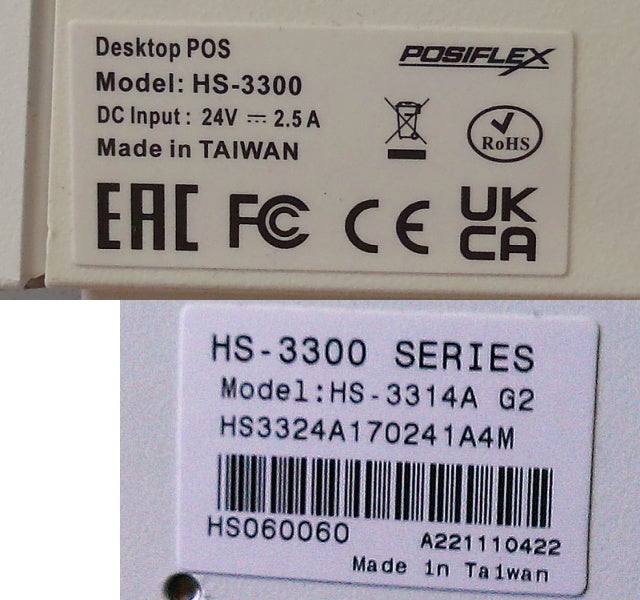 Desktop POS
POSIFLEX
Model: HS-3300
DC Input: 24V ⎓ 2.5A
Made in TAIWAN
RoHS
EAC FC CE UK
CA
HS-3300 SERIES
Model:HS-3314A G2
HS3324A170241A4M
HS060060
A221110422
Made in Taiwan